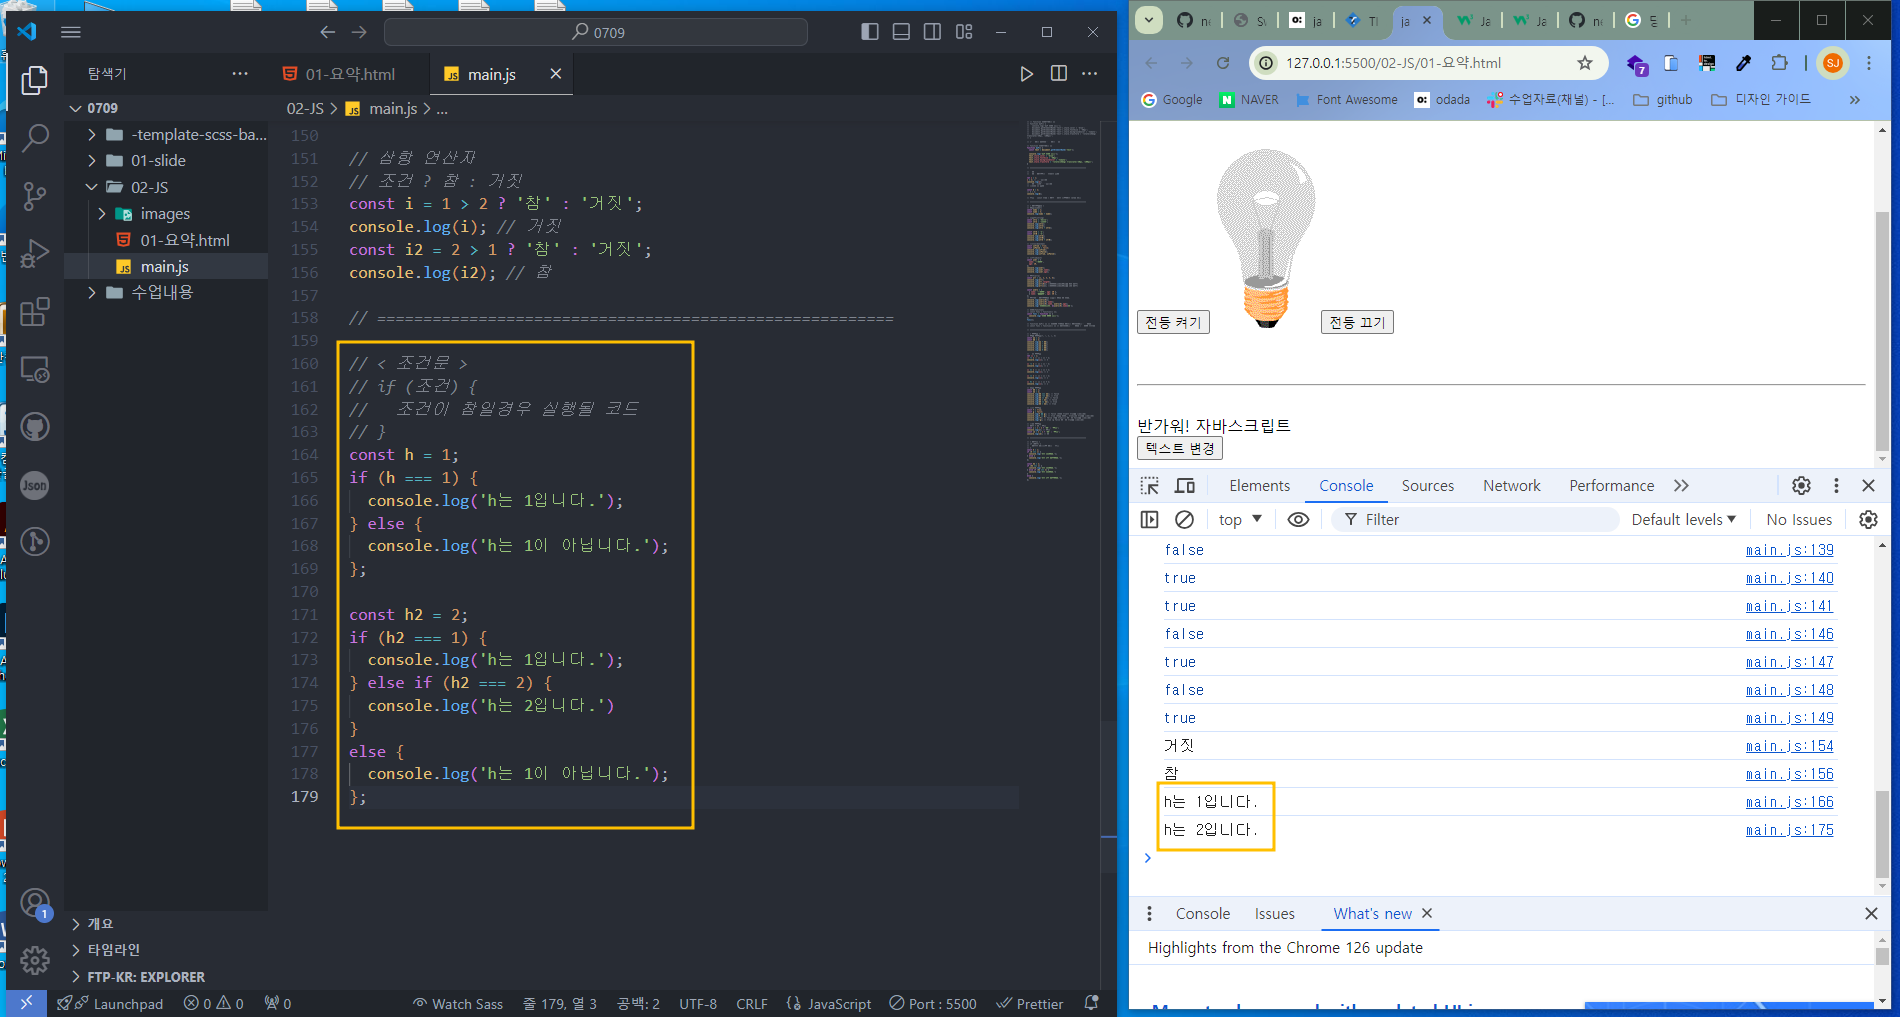 0709
탐색기
01-요약.html
main.js
0709
-template-scss-ba...
01-slide
02-JS
images
01-요약.html
main.js
수업내용
개요
타임라인
FTP-KR: EXPLORER
02-JS > main.js > ...
150
151 // 삼항 연산자
152 // 조건 ? 참 : 거짓
153 const i = 1 > 2 ? '참' : '거짓';
154 console.log(i); // 거짓
155 const i2 = 2 > 1 ? '참' : '거짓';
156 console.log(i2); // 참
157
158 // ========================================================
159
160 // < 조건문 >
161 // if (조건) {
162 //   조건이 참일경우 실행될 코드
163 // }
164 const h = 1;
165 if (h === 1) {
166   console.log('h는 1입니다.');
167 } else {
168   console.log('h는 1이 아닙니다.');
169 };
170
171 const h2 = 2;
172 if (h2 === 1) {
173   console.log('h는 1입니다.');
174 } else if (h2 === 2) {
175   console.log('h는 2입니다.')
176 }
177 else {
178   console.log('h는 1이 아닙니다.');
179 };
Json
1
Launchpad 0 0 0 Watch Sass 줄 179, 열 3 공백: 2 UTF-8 CRLF JavaScript Port : 5500 Prettier
ja
127.0.0.1:5500/02-JS/01-요약.html
7
SJ
Google NAVER Font Awesome odada 수업자료(채널) - [... github 디자인 가이드
전등 켜기
전등 끄기
반가워! 자바스크립트
텍스트 변경
Elements Console Sources Network Performance
top Filter Default levels No Issues
false main.js:139
true main.js:140
true main.js:141
false main.js:146
true main.js:147
false main.js:148
true main.js:149
거짓 main.js:154
참 main.js:156
h는 1입니다. main.js:166
h는 2입니다. main.js:175
Console Issues What's new
Highlights from the Chrome 126 update